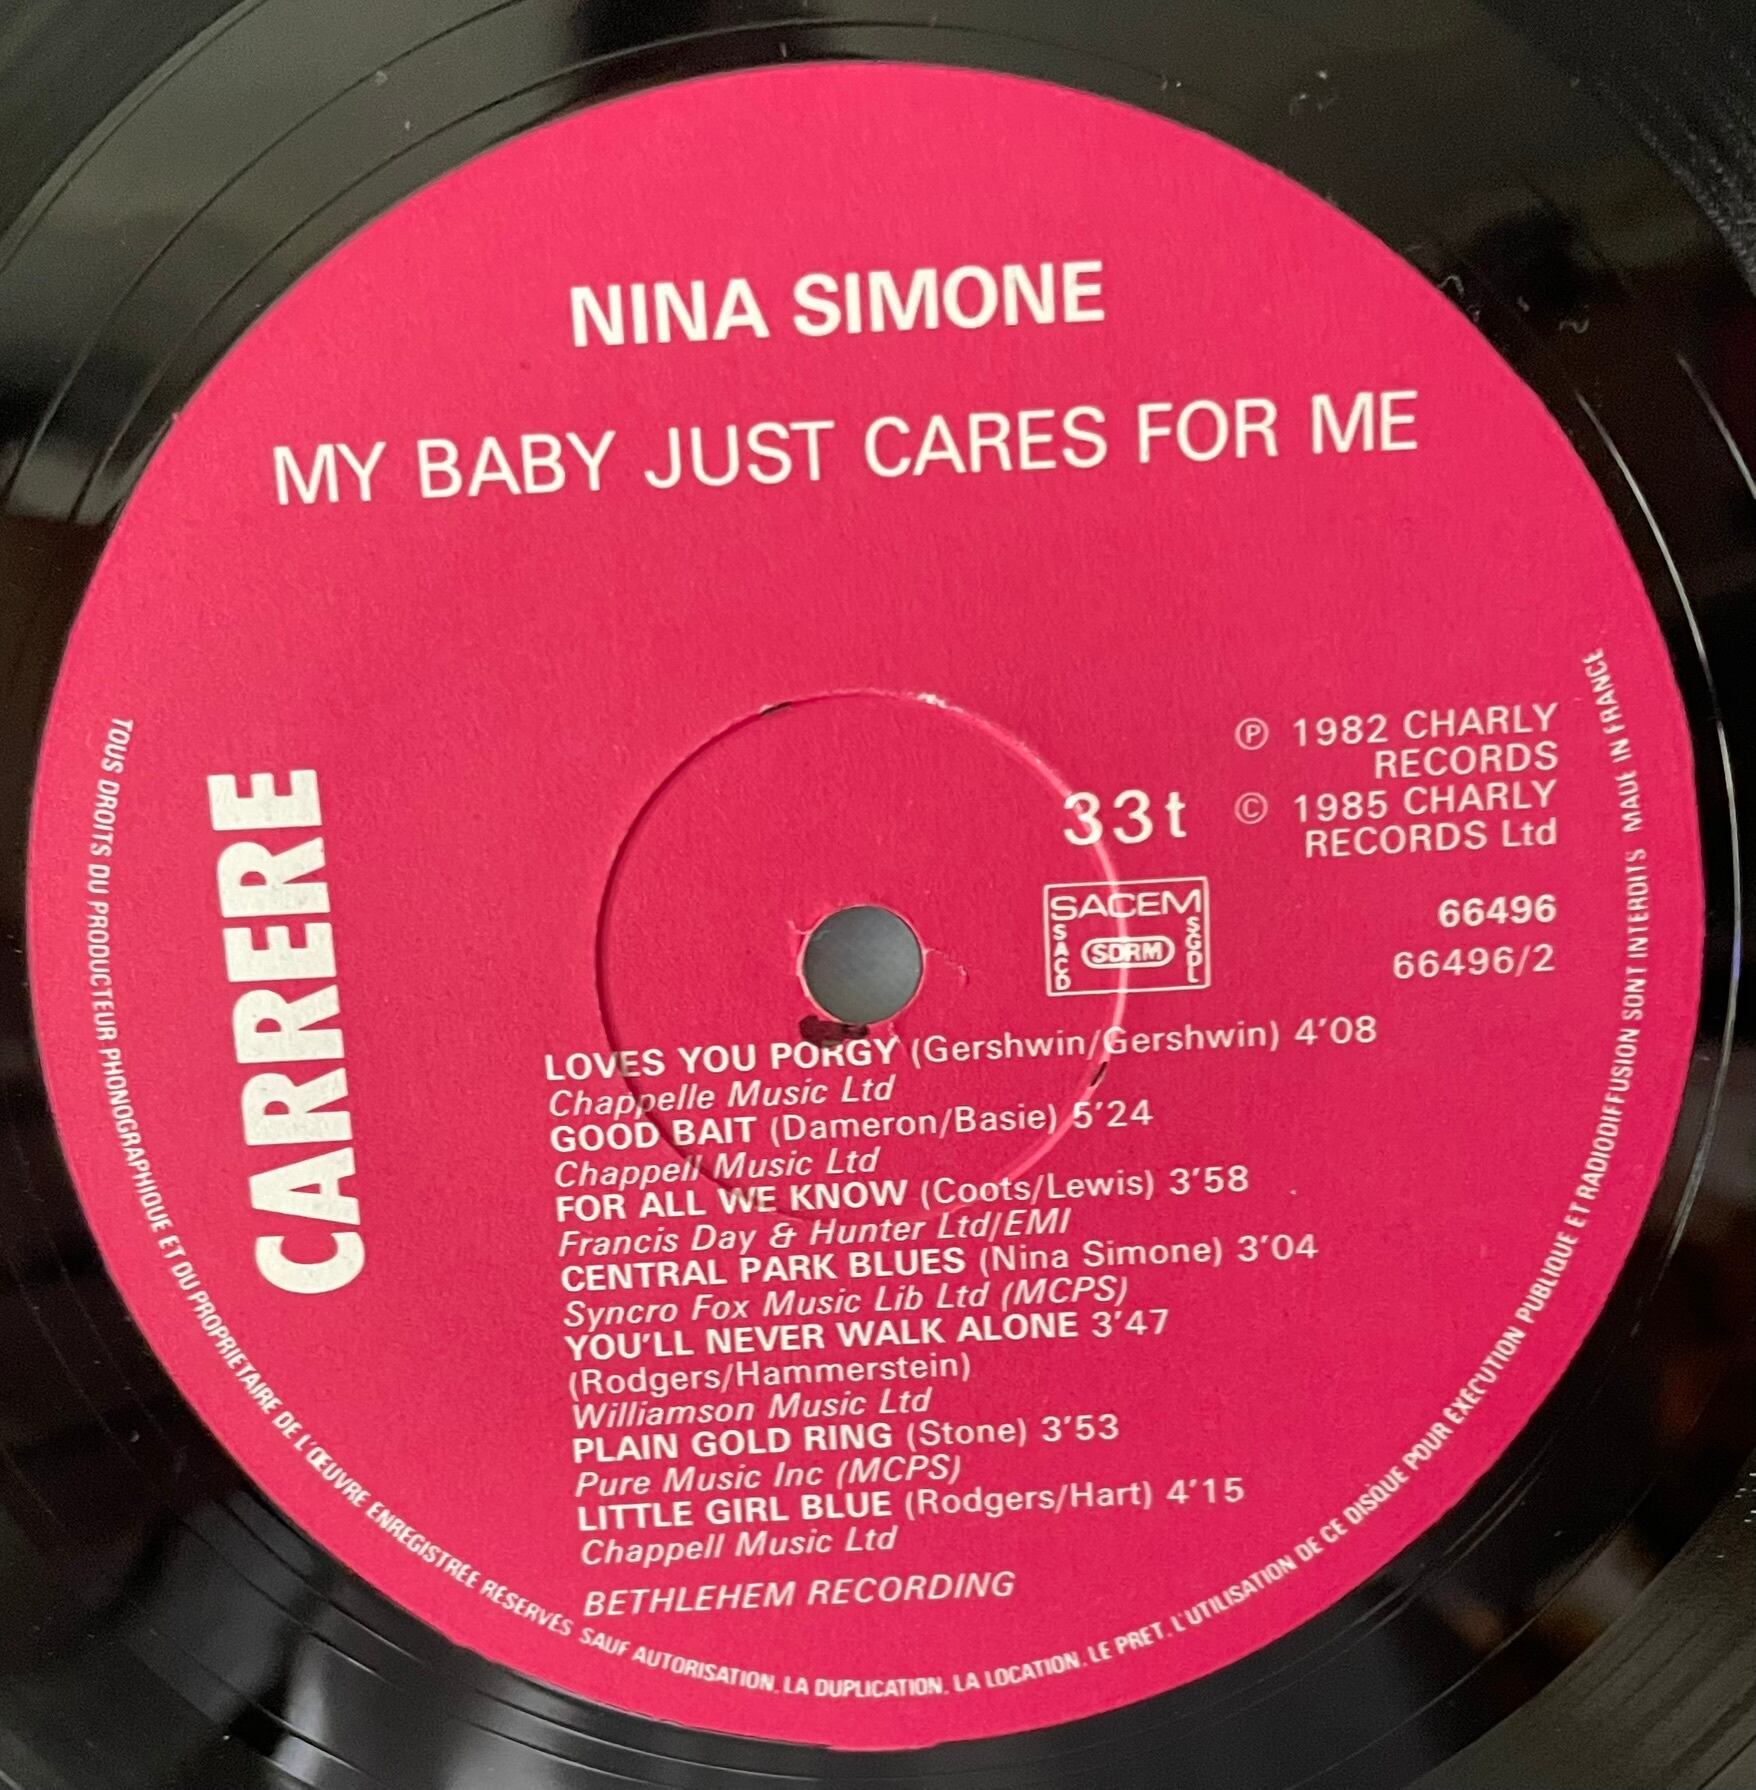 NINA SIMONE
MY BABY JUST CARES FOR ME
CARRERE
33t
℗ 1982 CHARLY
RECORDS
© 1985 CHARLY
RECORDS Ltd
SACEM
SACD
SDRM
SGDL
66496
66496/2
LOVES YOU PORGY (Gershwin/Gershwin) 4'08
Chappelle Music Ltd
GOOD BAIT (Dameron/Basie) 5'24
Chappell Music Ltd
FOR ALL WE KNOW (Coots/Lewis) 3'58
Francis Day & Hunter Ltd/EMI
CENTRAL PARK BLUES (Nina Simone) 3'04
Syncro Fox Music Lib Ltd (MCPS)
YOU'LL NEVER WALK ALONE 3'47
(Rodgers/Hammerstein)
Williamson Music Ltd
PLAIN GOLD RING (Stone) 3'53
Pure Music Inc (MCPS)
LITTLE GIRL BLUE (Rodgers/Hart) 4'15
Chappell Music Ltd
BETHLEHEM RECORDING
TOUS DROITS DU PRODUCTEUR PHONOGRAPHIQUE ET DU PROPRIETAIRE DE L'ŒUVRE ENREGISTREE RESERVES SAUF AUTORISATION. LA DUPLICATION. LA LOCATION. LE PRET. L'UTILISATION DE CE DISQUE POUR EXECUTION PUBLIQUE ET RADIODIFFUSION SONT INTERDITS MADE IN FRANCE